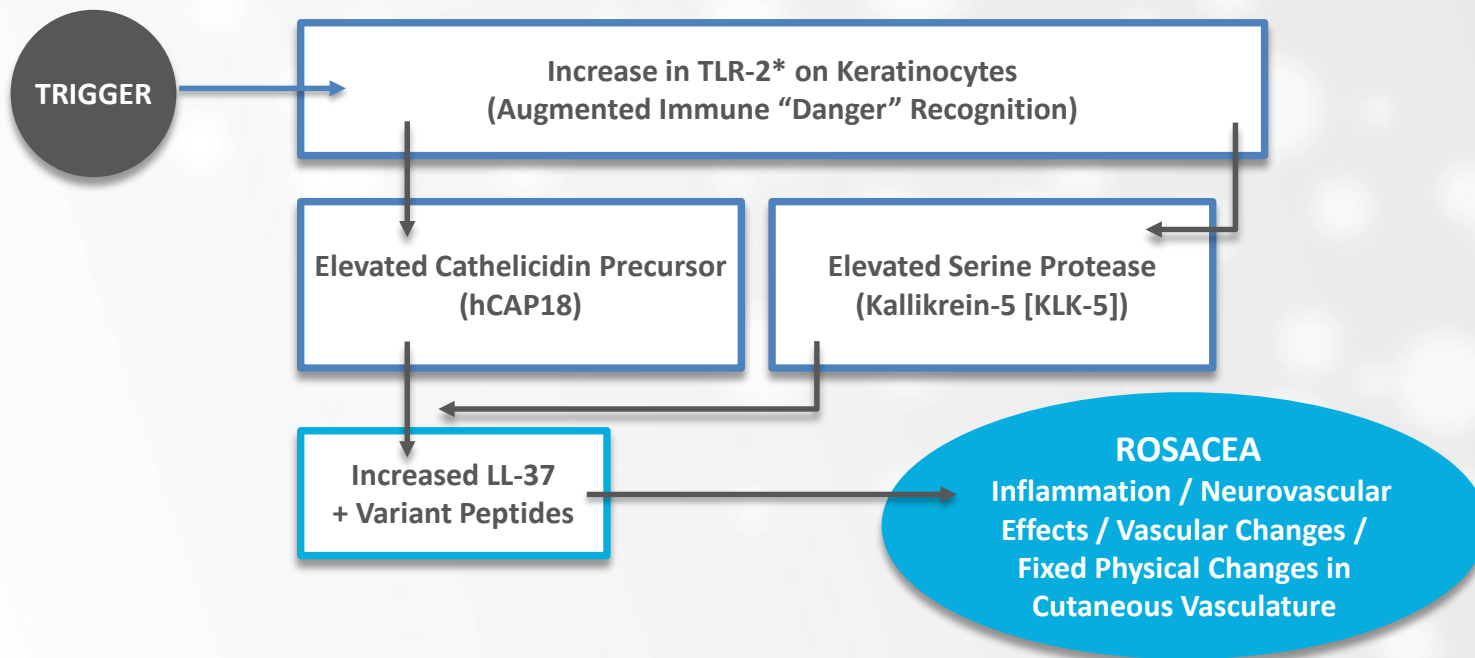 TRIGGER
Increase in TLR-2* on Keratinocytes
(Augmented Immune “Danger” Recognition)
Elevated Cathelicidin Precursor
(hCAP18)
Elevated Serine Protease
(Kallikrein-5 [KLK-5])
Increased LL-37
+ Variant Peptides
ROSACEA
Inflammation / Neurovascular
Effects / Vascular Changes /
Fixed Physical Changes in
Cutaneous Vasculature